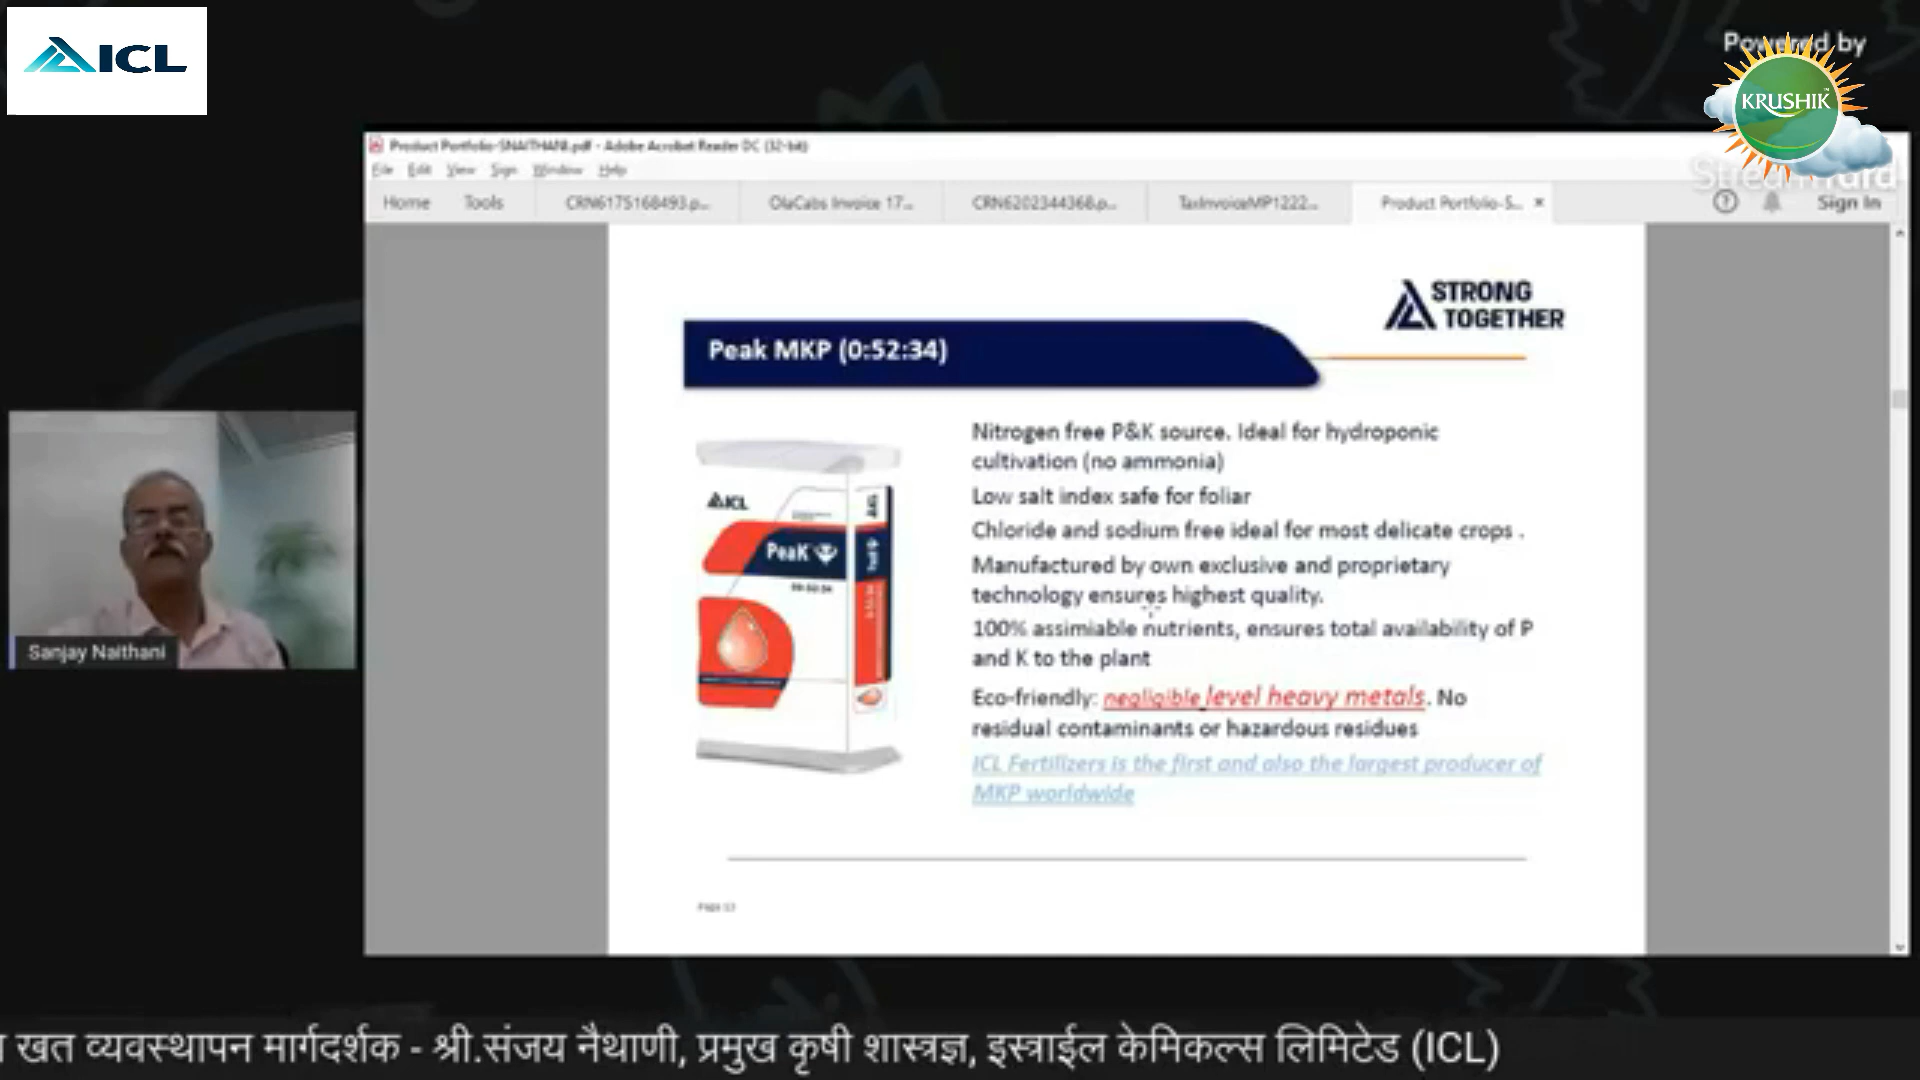 ICL
Powered by
KRUSHIK
StreamYard
Product Portfolio-SNAITHANI.pdf - Adobe Acrobat Reader DC (32-bit)
File Edit View Sign Window Help
Home Tools CRN6175168493.p... OlaCabs Invoice 17... CRN6202344368.p... TaxInvoiceMP1222... Product Portfolio-S... × Sign In
STRONG
TOGETHER
Peak MKP (0:52:34)
Nitrogen free P&K source. Ideal for hydroponic
cultivation (no ammonia)
Low salt index safe for foliar
Chloride and sodium free ideal for most delicate crops .
Manufactured by own exclusive and proprietary
technology ensures highest quality.
100% assimiable nutrients, ensures total availability of P
and K to the plant
Eco-friendly: negligible level heavy metals. No
residual contaminants or hazardous residues
ICL Fertilizers is the first and also the largest producer of
MKP worldwide
ICL
PeaK
Sanjay Naithani
खत व्यवस्थापन मार्गदर्शक - श्री.संजय नैथाणी, प्रमुख कृषी शास्त्रज्ञ, इस्त्राईल केमिकल्स लिमिटेड (ICL)